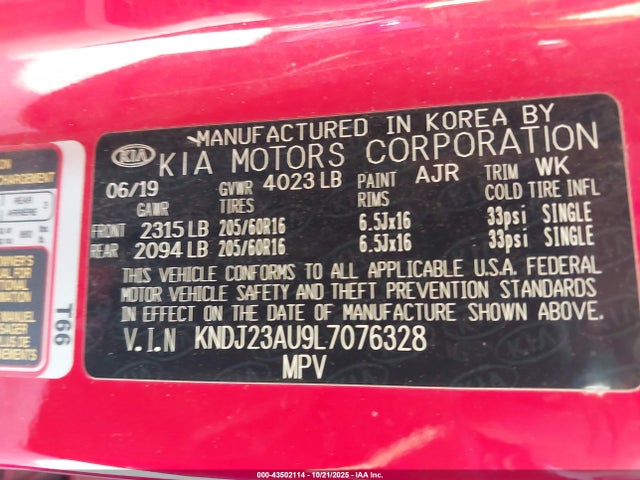 MANUFACTURED IN KOREA BY
KIA KIA MOTORS CORPORATION
06/19 GVWR 4023 LB PAINT AJR TRIM WK
GAWR TIRES RIMS COLD TIRE INFL
FRONT 2315 LB 205/60R16 6.5Jx16 33psi SINGLE
REAR 2094 LB 205/60R16 6.5Jx16 33psi SINGLE
THIS VEHICLE CONFORMS TO ALL APPLICABLE U.S.A. FEDERAL
MOTOR VEHICLE SAFETY AND THEFT PREVENTION STANDARDS
IN EFFECT ON THE DATE OF MANUFACTURE SHOWN ABOVE.
V.I.N KNDJ23AU9L7076328
MPV
REAR
ARRIERE 3
T66
000-43502114 - 10/21/2025 - IAA Inc.